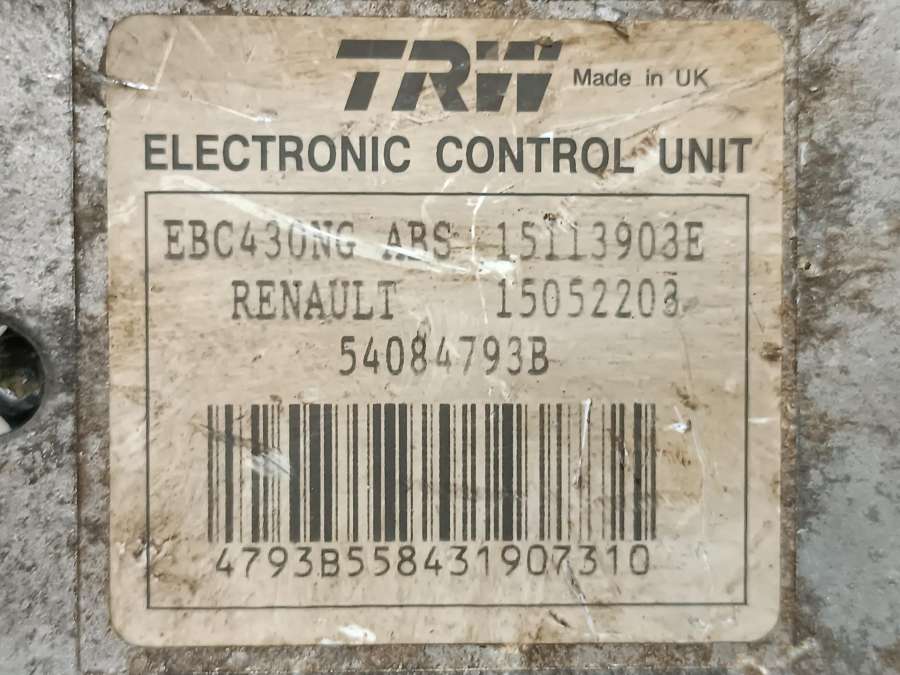 TRW Made in UK
ELECTRONIC CONTROL UNIT
EBC430NG ABS 15113903E
RENAULT 15052203
54084793B
4793B558431907310